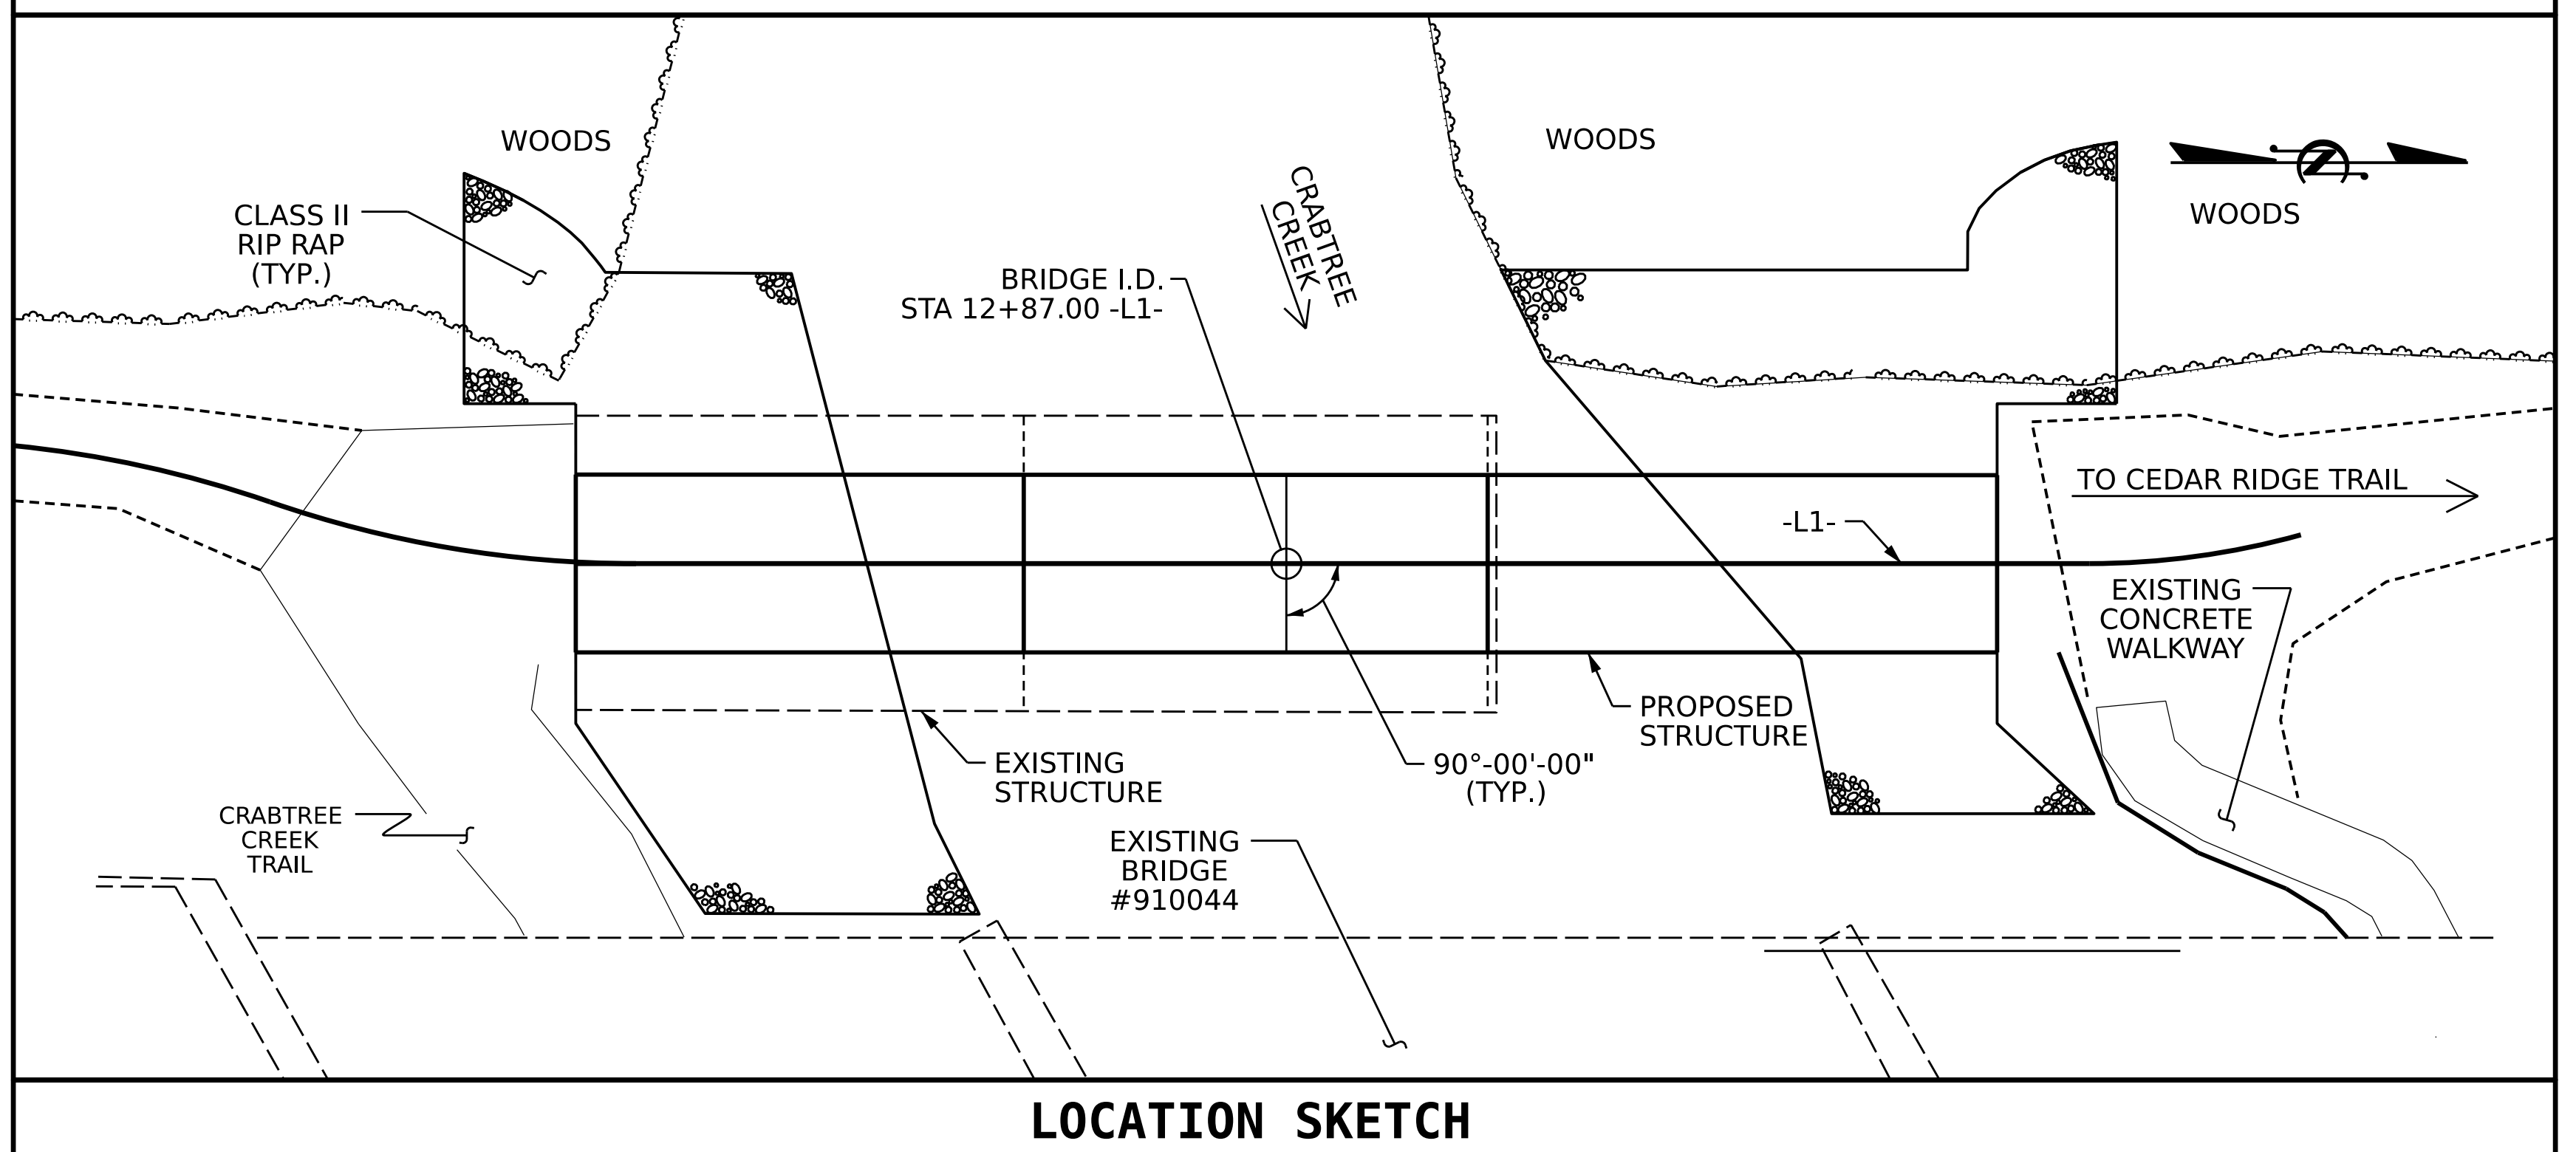 WOODS
WOODS
WOODS
CLASS II
RIP RAP
(TYP.)
CRABTREE
CREEK
BRIDGE I.D.
STA 12+87.00 -L1-
TO CEDAR RIDGE TRAIL
-L1-
EXISTING
CONCRETE
WALKWAY
PROPOSED
STRUCTURE
EXISTING
STRUCTURE
90°-00'-00"
(TYP.)
CRABTREE
CREEK
TRAIL
EXISTING
BRIDGE
#910044
LOCATION SKETCH